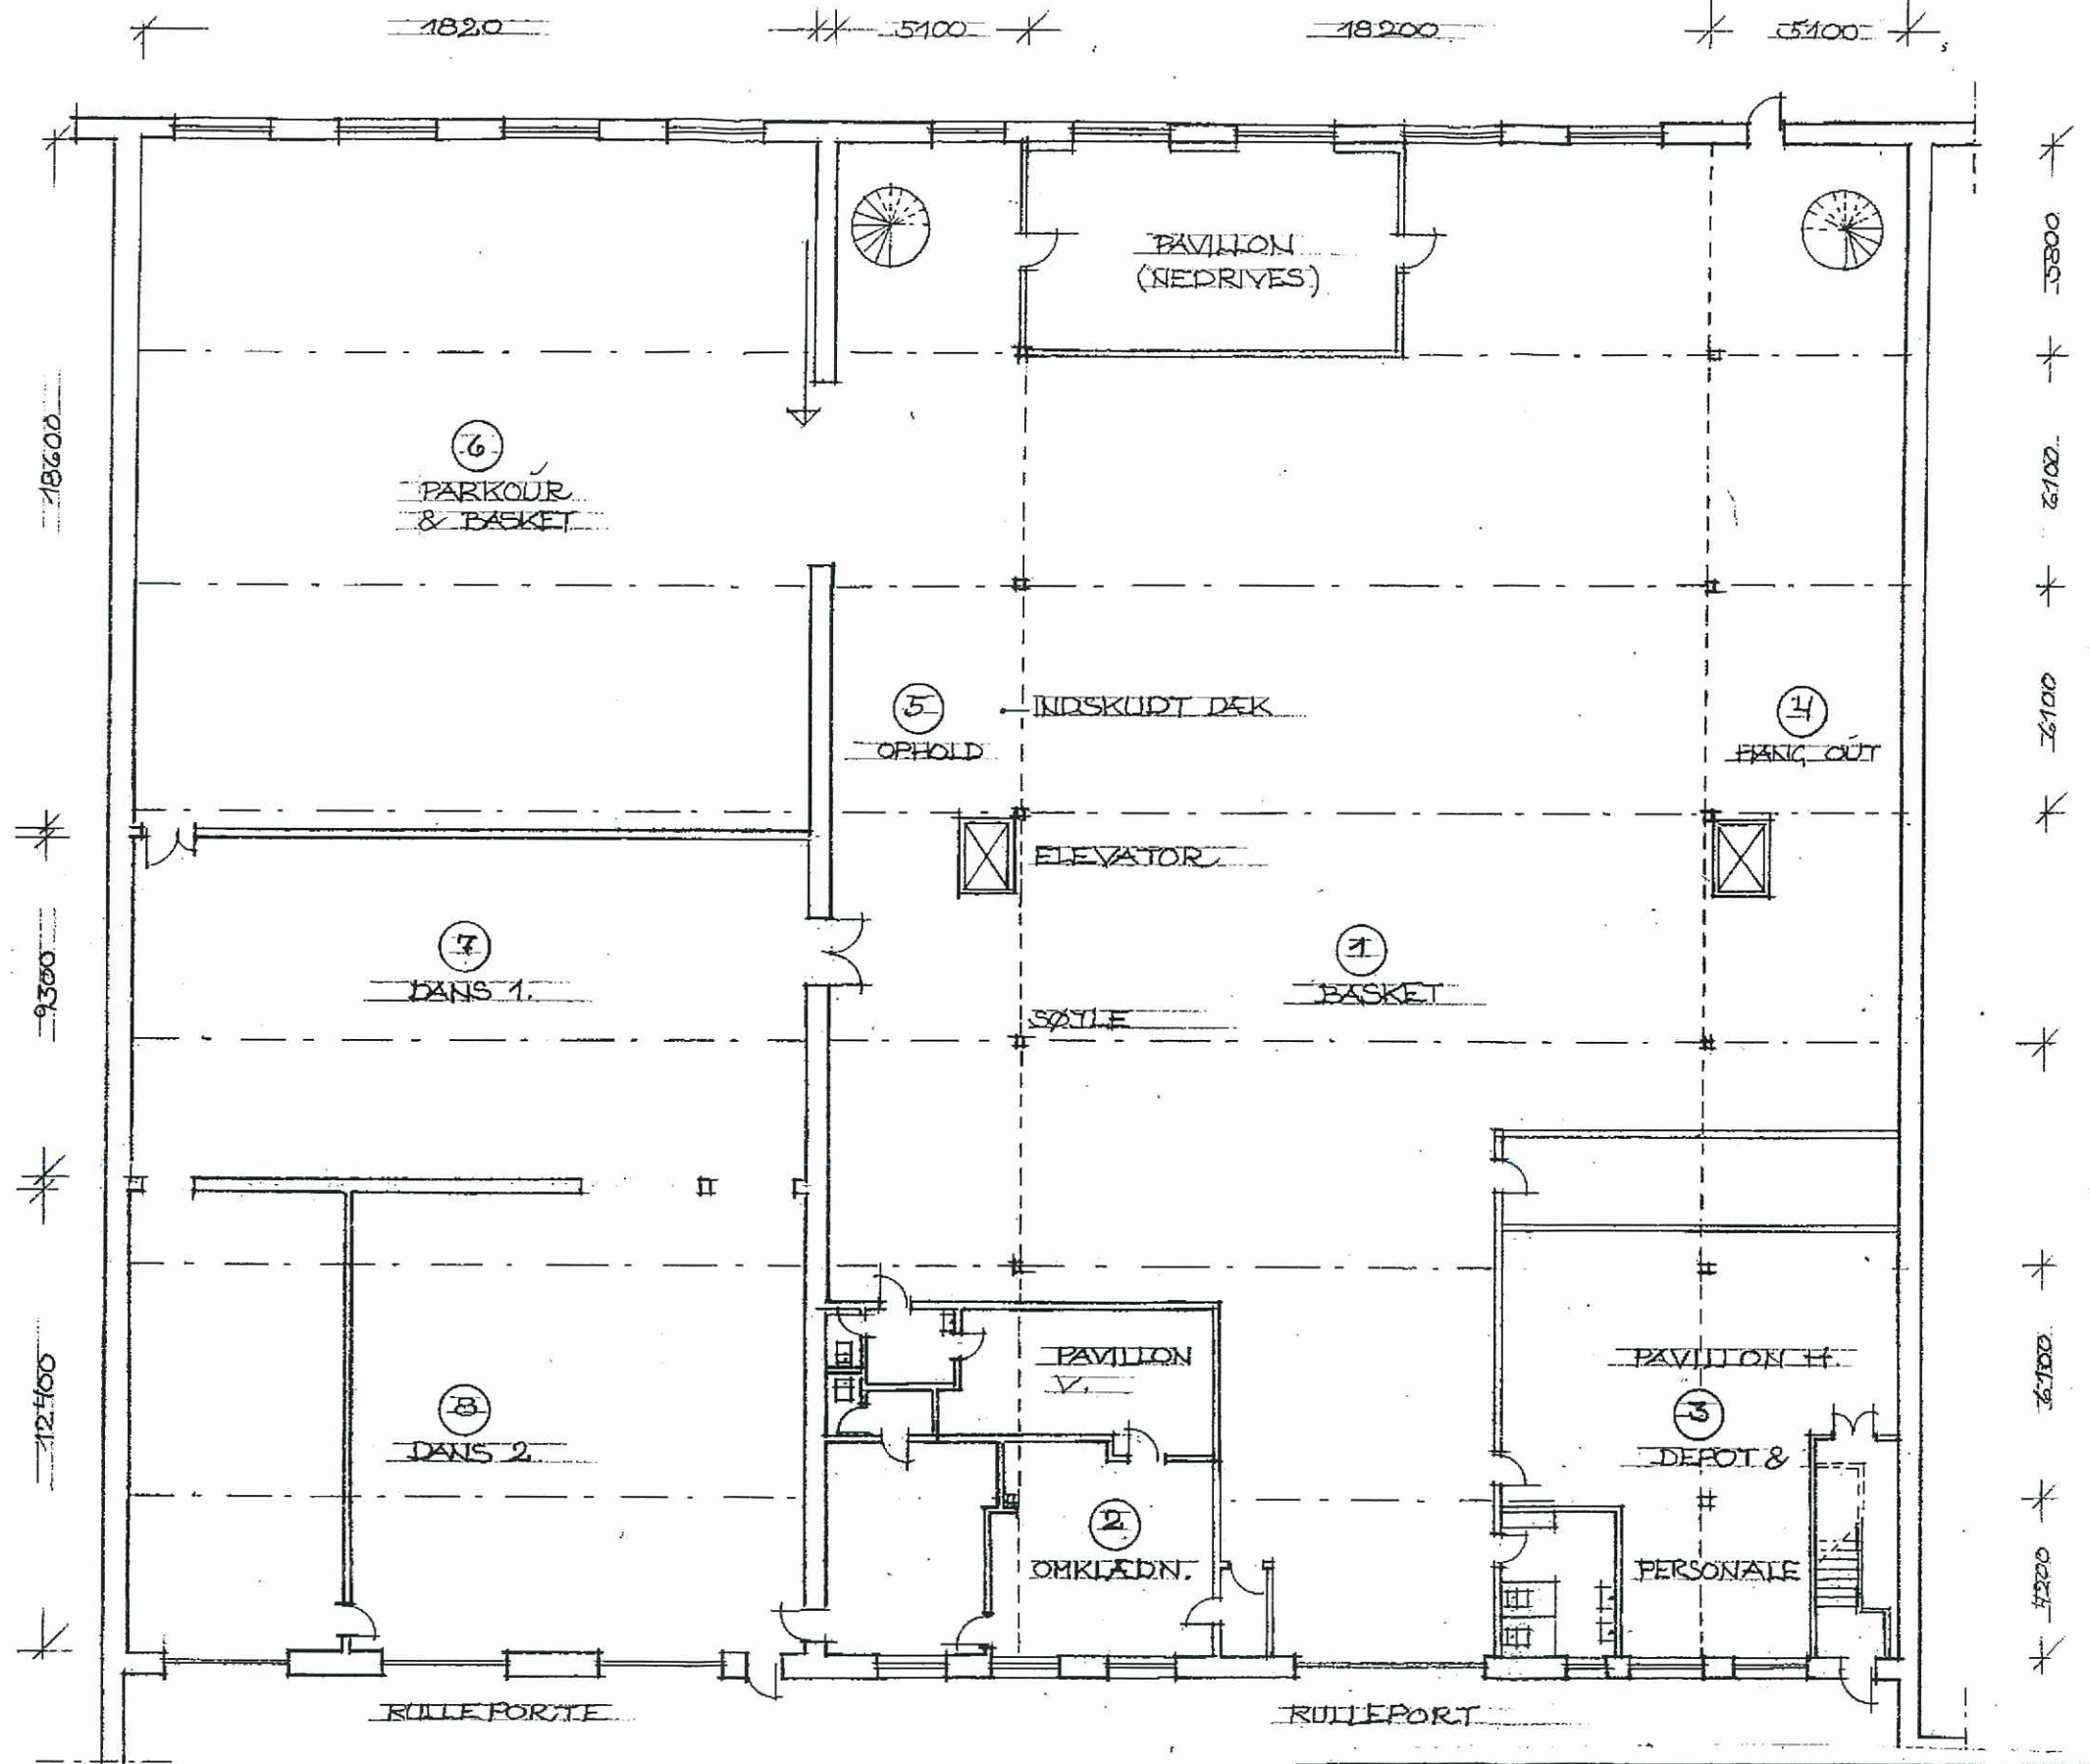 1820 5100 18200 5100
PAVILLON
(NEDRIVES)
5800
18600
6
PARKOUR
& BASKET
6100
5
INDSKUDT DÆK
4
OPHOLD
HANG OUT
6100
ELEVATOR
7
DANS 1.
1
BASKET
9300
SØJLE
PAVILLON
V.
PAVILLON H.
6100
12400
8
DANS 2.
3
DEPOT &
2
OMKLÆDN.
PERSONALE
4200
RULLEPORTE
RULLEPORT